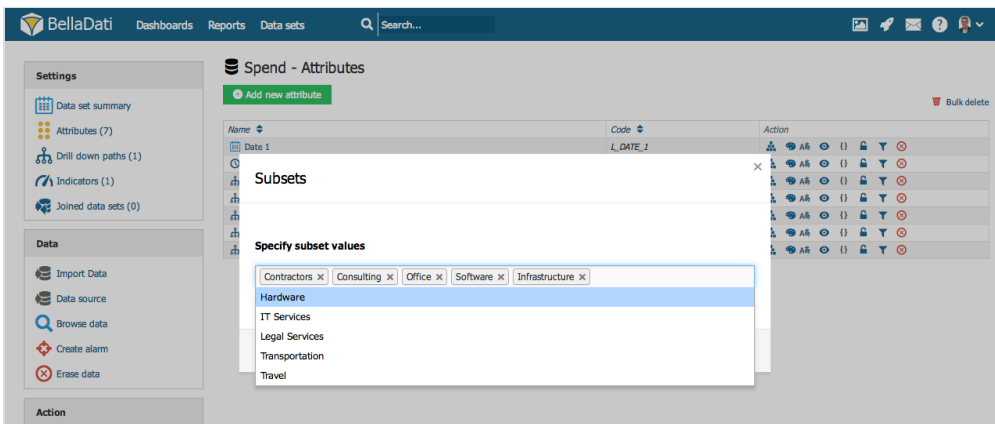 BellaDati Dashboards Reports Data sets Search...
Settings
Data set summary
Attributes (7)
Drill down paths (1)
Indicators (1)
Joined data sets (0)
Data
Import Data
Data source
Browse data
Create alarm
Erase data
Action
Spend - Attributes
Add new attribute
Bulk delete
Name Code Action
Date 1 L_DATE_1
Subsets
Specify subset values
Contractors Consulting Office Software Infrastructure
Hardware
IT Services
Legal Services
Transportation
Travel